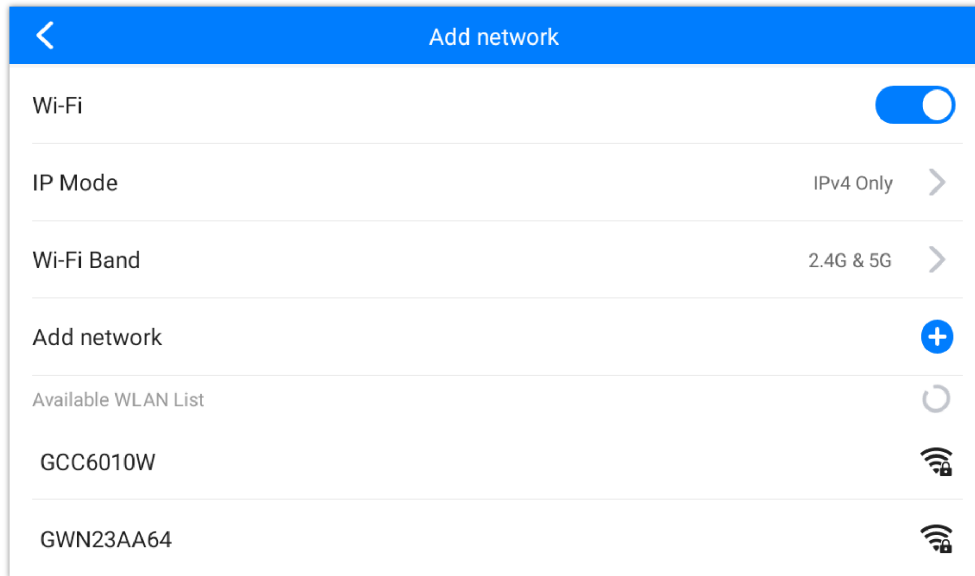 Add network
Wi-Fi
IP Mode IPv4 Only
Wi-Fi Band 2.4G & 5G
Add network
Available WLAN List
GCC6010W
GWN23AA64